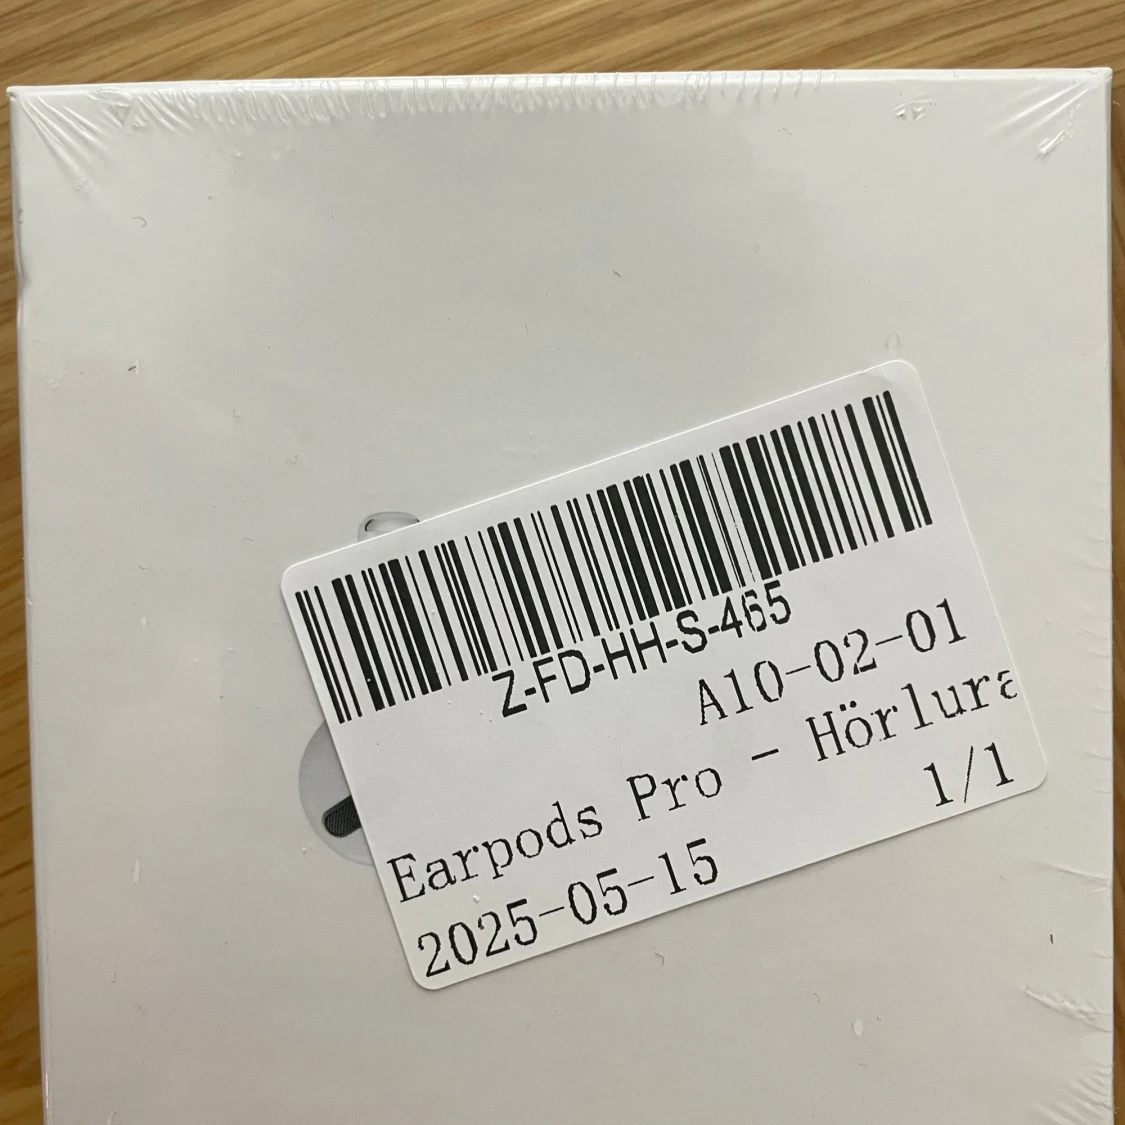 Z-FD-HH-S-465
A10-02-01
Earpods Pro - Hörlura
1/1
2025-05-15